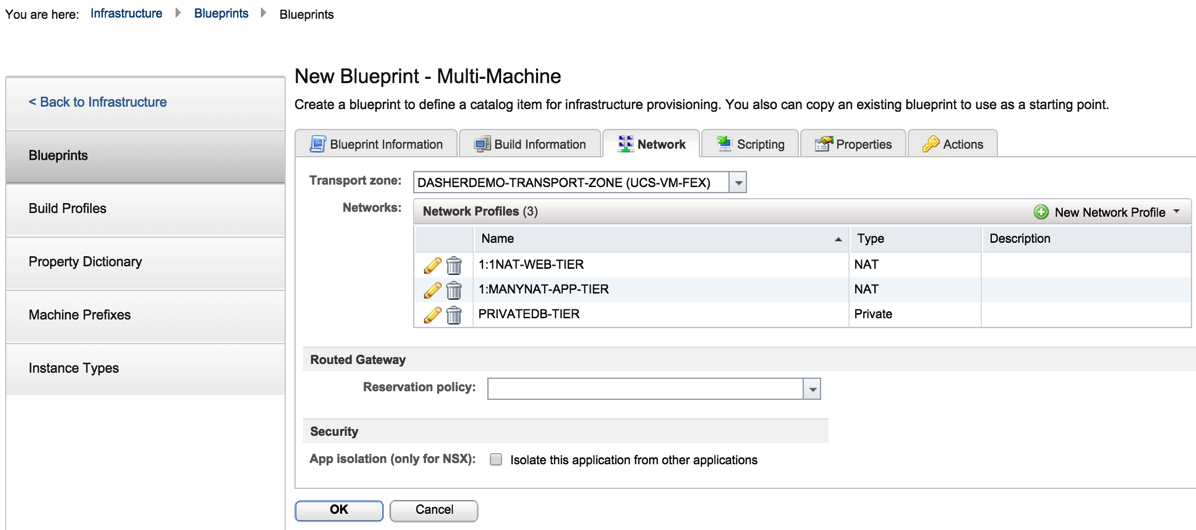 You are here: Infrastructure Blueprints Blueprints
New Blueprint - Multi-Machine
< Back to Infrastructure
Create a blueprint to define a catalog item for infrastructure provisioning. You also can copy an existing blueprint to use as a starting point.
Blueprints
Build Profiles
Property Dictionary
Machine Prefixes
Instance Types
Blueprint Information Build Information Network Scripting Properties Actions
Transport zone: DASHERDEMO-TRANSPORT-ZONE (UCS-VM-FEX)
Networks: Network Profiles (3) New Network Profile
Name Type Description
1:1NAT-WEB-TIER NAT
1:MANYNAT-APP-TIER NAT
PRIVATEDB-TIER Private
Routed Gateway
Reservation policy:
Security
App isolation (only for NSX): Isolate this application from other applications
OK Cancel